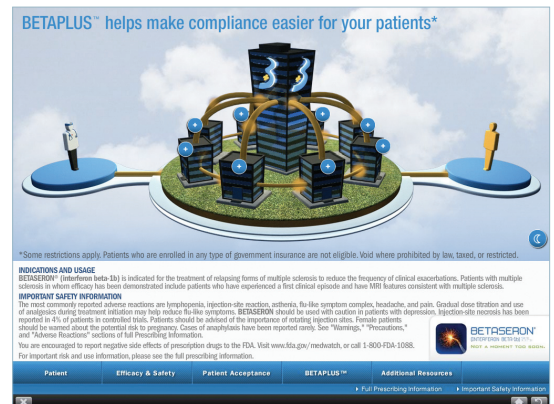 BETAPLUS™ helps make compliance easier for your patients*
*Some restrictions apply. Patients who are enrolled in any type of government insurance are not eligible. Void where prohibited by law, taxed, or restricted.
INDICATIONS AND USAGE
BETASERON® (interferon beta-1b) is indicated for the treatment of relapsing forms of multiple sclerosis to reduce the frequency of clinical exacerbations. Patients with multiple
sclerosis in whom efficacy has been demonstrated include patients who have experienced a first clinical episode and have MRI features consistent with multiple sclerosis.
IMPORTANT SAFETY INFORMATION
The most commonly reported adverse reactions are lymphopenia, injection-site reaction, asthenia, flu-like symptom complex, headache, and pain. Gradual dose titration and use
of analgesics during treatment initiation may help reduce flu-like symptoms. BETASERON should be used with caution in patients with depression. Injection-site necrosis has been
reported in 4% of patients in controlled trials. Patients should be advised of the importance of rotating injection sites. Female patients
should be warned about the potential risk to pregnancy. Cases of anaphylaxis have been reported rarely. See "Warnings," "Precautions,"
and "Adverse Reactions" sections of full Prescribing Information.
You are encouraged to report negative side effects of prescription drugs to the FDA. Visit www.fda.gov/medwatch, or call 1-800-FDA-1088.
For important risk and use information, please see the full prescribing information.
BETASERON®
INTERFERON BETA-1b
NOT A MOMENT TOO SOON.
Patient
Efficacy & Safety
Patient Acceptance
BETAPLUS™
Additional Resources
Full Prescribing Information
Important Safety Information